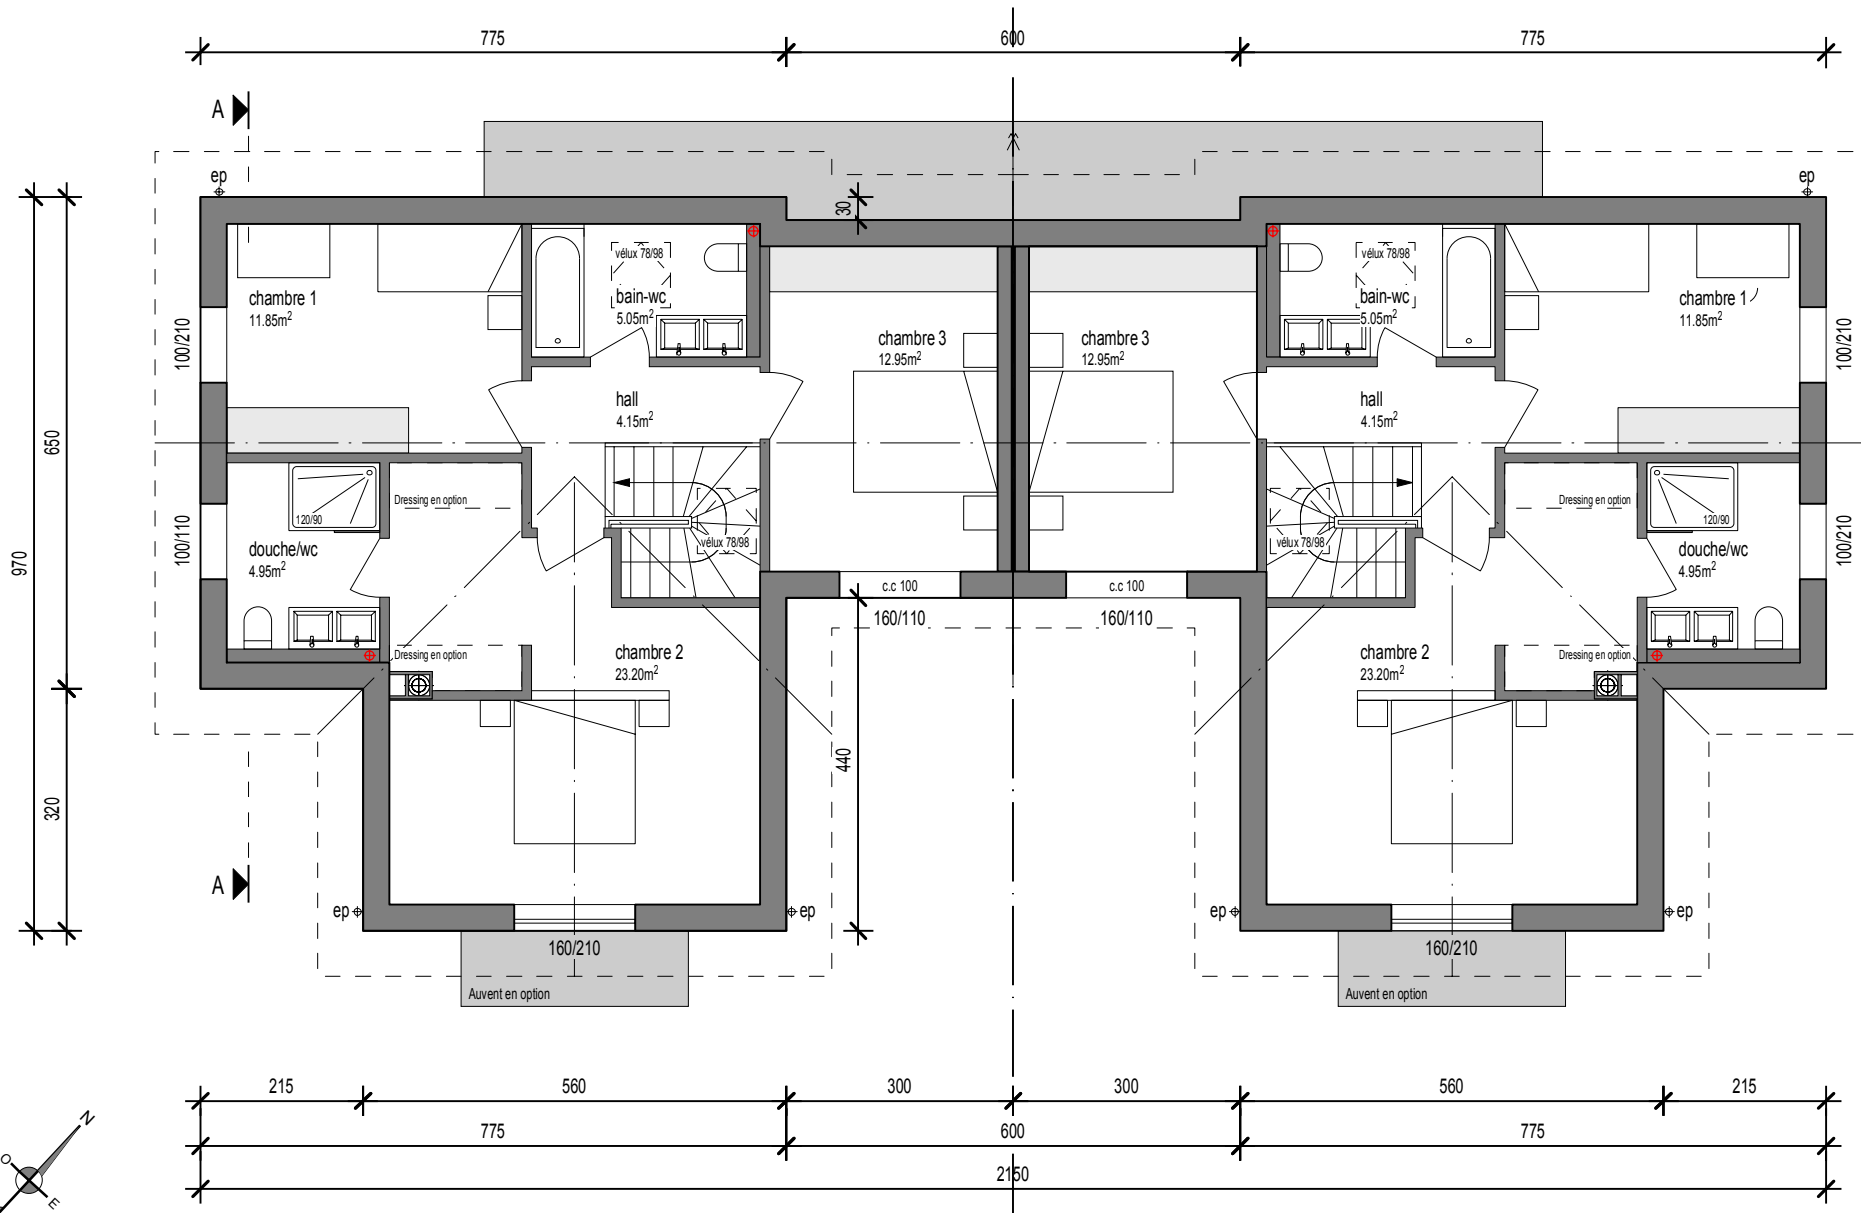 775
600
775
A
ep
ep
30
vélux 78/98
vélux 78/98
chambre 1
11.85m²
bain-wc
5.05m²
bain-wc
5.05m²
chambre 1
11.85m²
100/210
chambre 3
12.95m²
chambre 3
12.95m²
100/210
hall
4.15m²
hall
4.15m²
650
970
Dressing en option
Dressing en option
120/90
120/90
100/110
douche/wc
4.95m²
vélux 78/98
vélux 78/98
douche/wc
4.95m²
100/210
c.c 100
c.c 100
160/110
160/110
Dressing en option
chambre 2
23.20m²
chambre 2
23.20m²
Dressing en option
440
320
A
ep
ep
ep
ep
160/210
160/210
Auvent en option
Auvent en option
215
560
300
300
560
215
775
600
775
2150
N
O
E